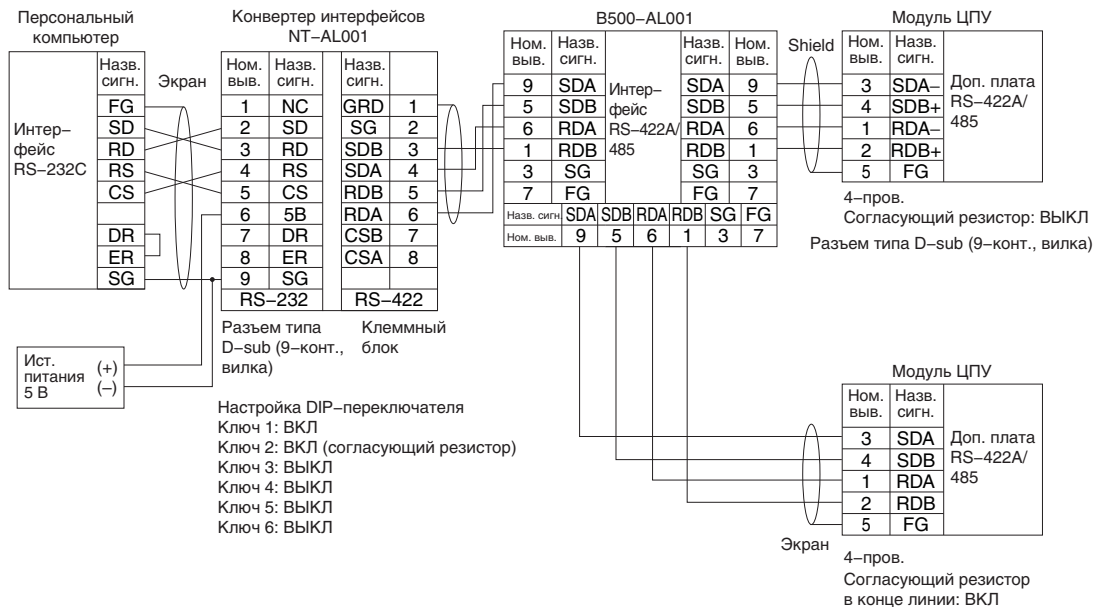 Персональный
компьютер
Интер–
фейс
RS–232C
Назв.
сигн.
FG
SD
RD
RS
CS
DR
ER
SG
Экран
Ист.
питания
5 В
(+)
(–)
Конвертер интерфейсов
NT–AL001
Ном. Назв.
выв. сигн.
1 NC
2 SD
3 RD
4 RS
5 CS
6 5B
7 DR
8 ER
9 SG
RS–232
Назв.
сигн.
GRD 1
SG 2
SDB 3
SDA 4
RDB 5
RDA 6
CSB 7
CSA 8
RS–422
Разъем типа
D–sub (9–конт.,
вилка)
Клеммный
блок
Настройка DIP–переключателя
Ключ 1: ВКЛ
Ключ 2: ВКЛ (согласующий резистор)
Ключ 3: ВЫКЛ
Ключ 4: ВЫКЛ
Ключ 5: ВЫКЛ
Ключ 6: ВЫКЛ
B500–AL001
Ном. Назв.
выв. сигн.
9 SDA
5 SDB
6 RDA
1 RDB
3 SG
7 FG
Интер–
фейс
RS–422A/
485
Назв. Ном.
сигн. выв.
SDA 9
SDB 5
RDA 6
RDB 1
SG 3
FG 7
Назв. сигн. SDA SDB RDA RDB SG FG
Ном. выв. 9 5 6 1 3 7
Shield
Модуль ЦПУ
Ном. Назв.
выв. сигн.
3 SDA–
4 SDB+
1 RDA–
2 RDB+
5 FG
Доп. плата
RS–422A/
485
4–пров.
Согласующий резистор: ВЫКЛ
Разъем типа D–sub (9–конт., вилка)
Модуль ЦПУ
Ном. Назв.
выв. сигн.
3 SDA
4 SDB
1 RDA
2 RDB
5 FG
Доп. плата
RS–422A/
485
Экран
4–пров.
Согласующий резистор
в конце линии: ВКЛ